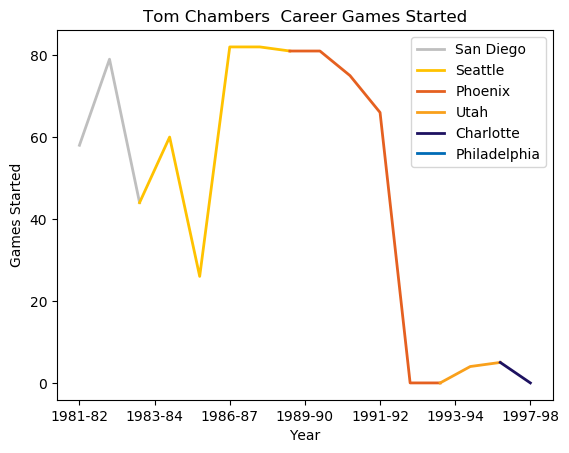 Tom Chambers  Career Games Started
San Diego
Seattle
Phoenix
Utah
Charlotte
Philadelphia
Games Started
80
60
40
20
0
1981-82 1983-84 1986-87 1989-90 1991-92 1993-94 1997-98
Year